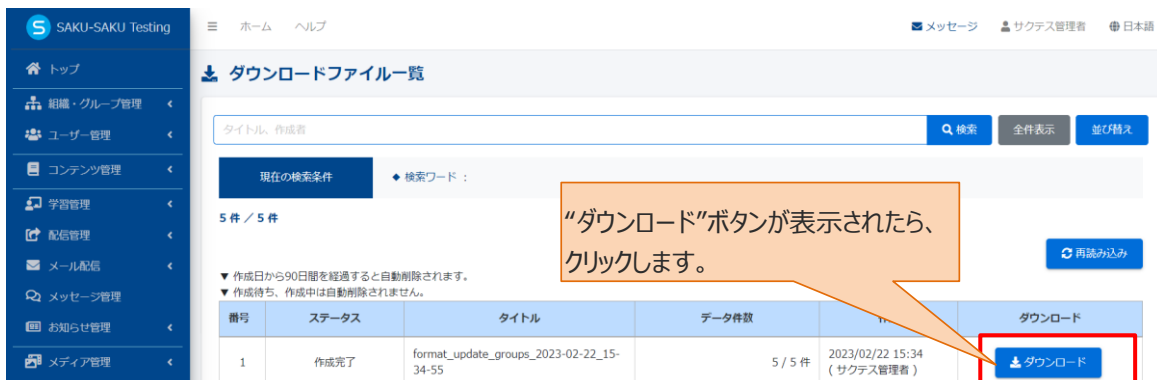 SAKU-SAKU Testing
ホーム ヘルプ
メッセージ サクテス管理者 日本語
トップ
組織・グループ管理
ユーザー管理
コンテンツ管理
学習管理
配信管理
メール配信
メッセージ管理
お知らせ管理
メディア管理
ダウンロードファイル一覧
タイトル、作成者
検索 全件表示 並び替え
現在の検索条件 ◆ 検索ワード :
5 件 / 5 件
“ダウンロード”ボタンが表示されたら、
クリックします。
再読み込み
▼ 作成日から90日間を経過すると自動削除されます。
▼ 作成待ち、作成中は自動削除されません。
番号 ステータス タイトル データ件数 ダウンロード
1 作成完了 format_update_groups_2023-02-22_15-
34-55
5 / 5 件 2023/02/22 15:34
( サクテス管理者 )
ダウンロード